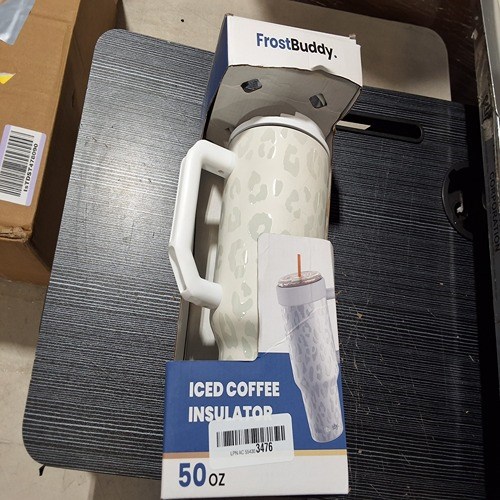 FrostBuddy.
ICED COFFEE
INSULATOR
3476
50 OZ